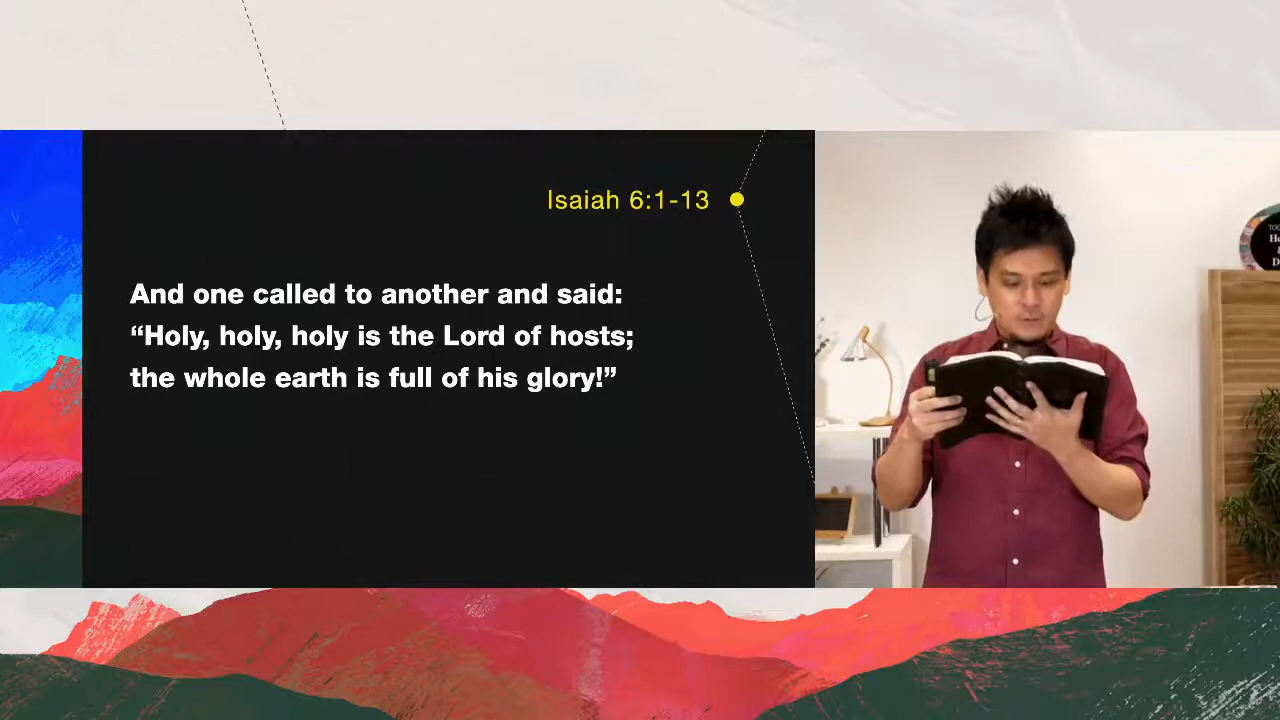 Isaiah 6:1-13
And one called to another and said:
“Holy, holy, holy is the Lord of hosts;
the whole earth is full of his glory!”